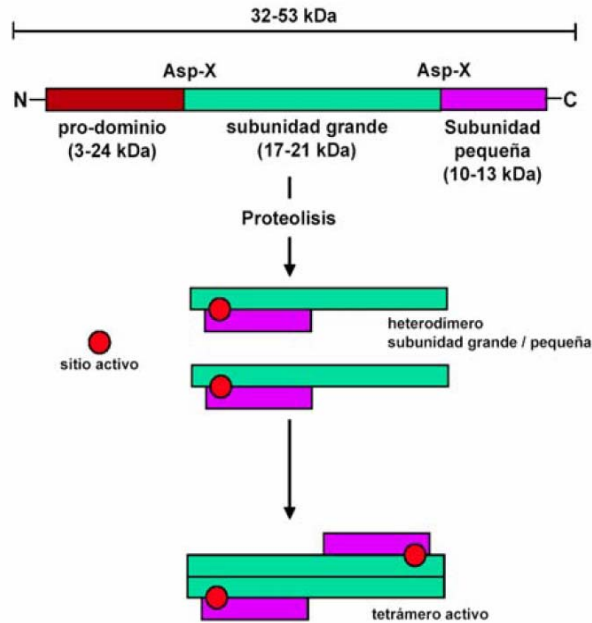 32-53 kDa
Asp-X
Asp-X
N
C
pro-dominio
(3-24 kDa)
subunidad grande
(17-21 kDa)
Subunidad
pequeña
(10-13 kDa)
Proteolisis
heterodímero
subunidad grande / pequeña
sitio activo
tetrámero activo